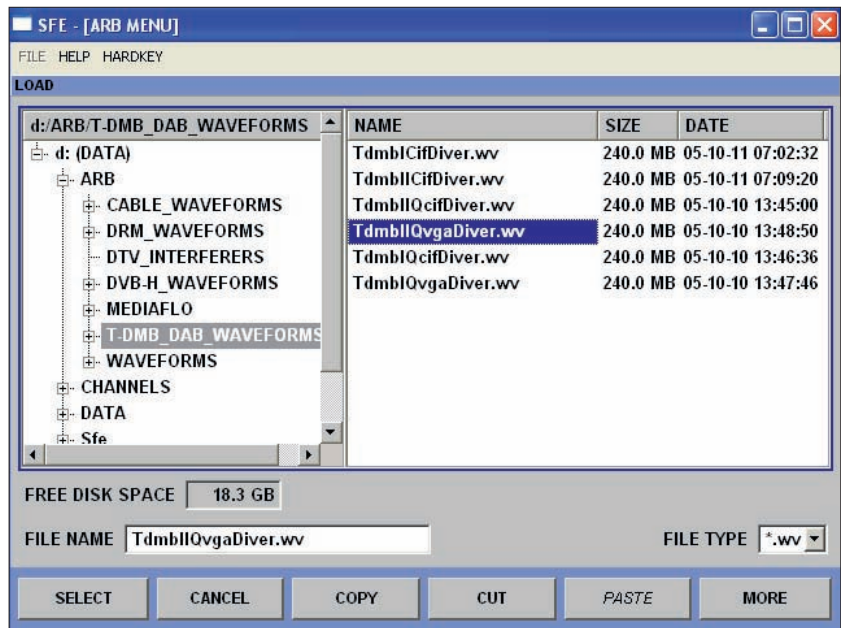 SFE - [ARB MENU]
FILE HELP HARDKEY
LOAD
d:/ARB/T-DMB_DAB_WAVEFORMS
d: (DATA)
ARB
CABLE_WAVEFORMS
DRM_WAVEFORMS
DTV_INTERFERERS
DVB-H_WAVEFORMS
MEDIAFLO
T-DMB_DAB_WAVEFORMS
WAVEFORMS
CHANNELS
DATA
Sfe
NAME SIZE DATE
TdmbICifDiver.wv 240.0 MB 05-10-11 07:02:32
TdmbIICifDiver.wv 240.0 MB 05-10-11 07:09:20
TdmbIIQcifDiver.wv 240.0 MB 05-10-10 13:45:00
TdmbIIQvgaDiver.wv 240.0 MB 05-10-10 13:48:50
TdmbIQcifDiver.wv 240.0 MB 05-10-10 13:46:36
TdmbIQvgaDiver.wv 240.0 MB 05-10-10 13:47:46
FREE DISK SPACE 18.3 GB
FILE NAME TdmbIIQvgaDiver.wv FILE TYPE *.wv
SELECT CANCEL COPY CUT PASTE MORE